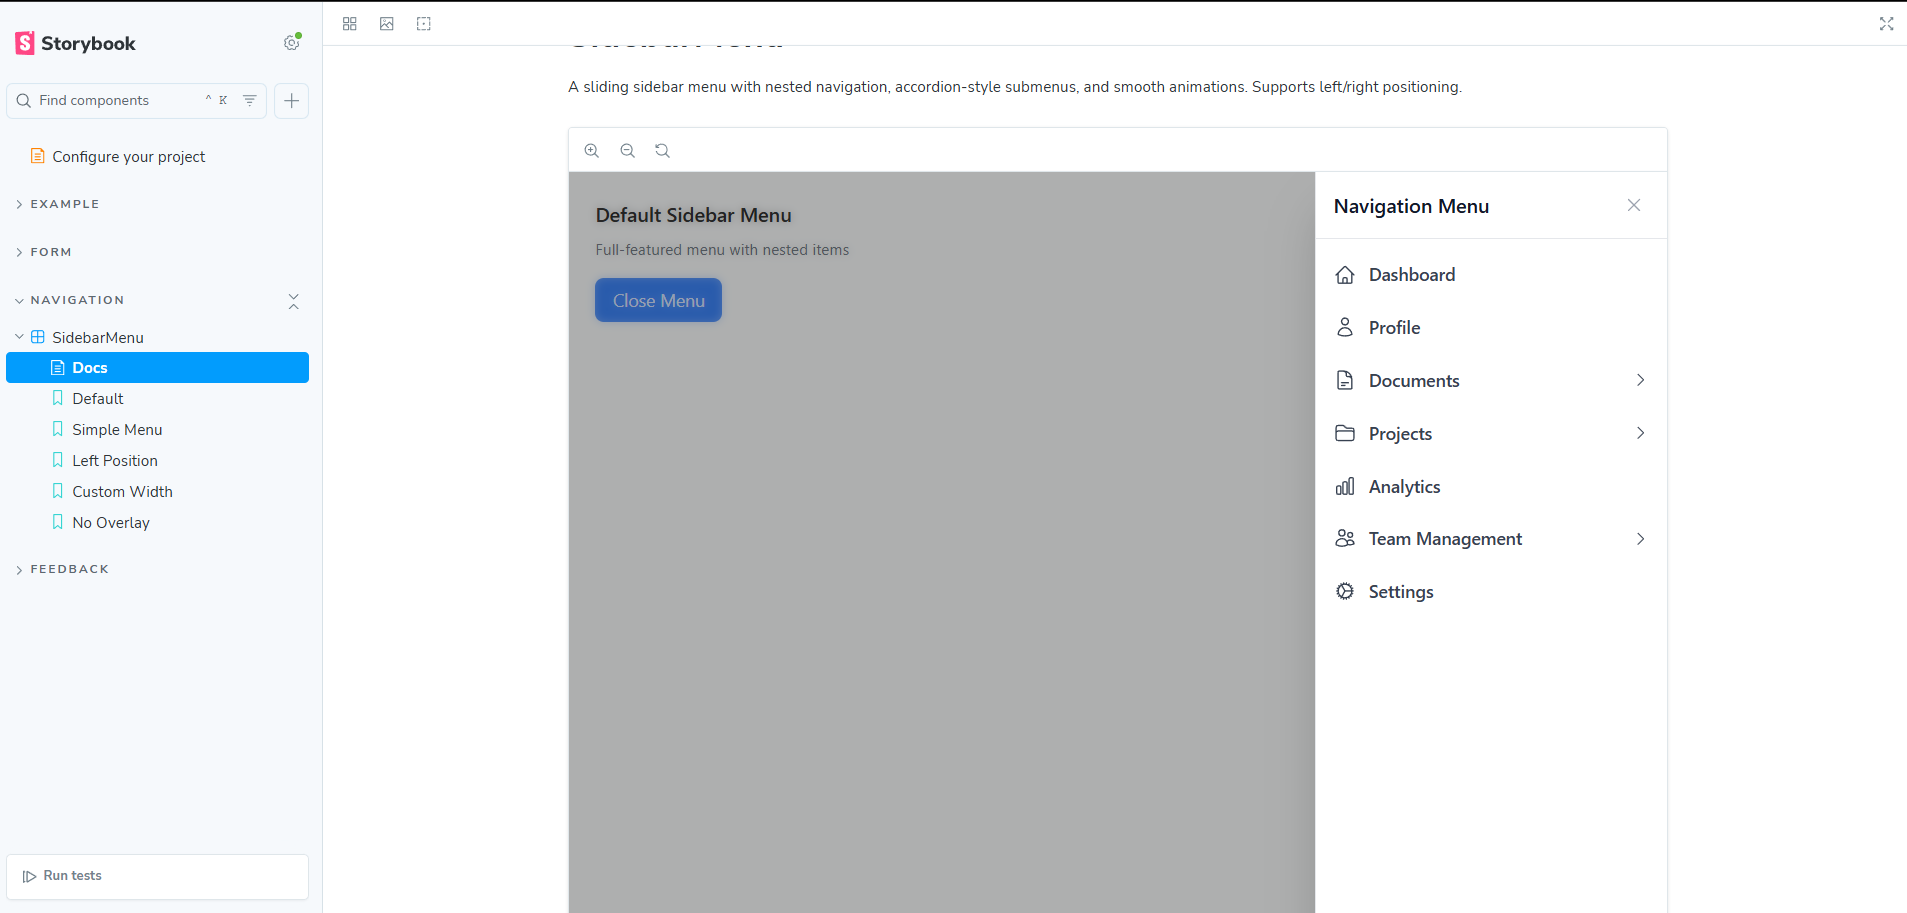 Storybook
Find components
^ K
Configure your project
EXAMPLE
FORM
NAVIGATION
SidebarMenu
Docs
Default
Simple Menu
Left Position
Custom Width
No Overlay
FEEDBACK
Run tests
A sliding sidebar menu with nested navigation, accordion-style submenus, and smooth animations. Supports left/right positioning.
Default Sidebar Menu
Full-featured menu with nested items
Close Menu
Navigation Menu
Dashboard
Profile
Documents
Projects
Analytics
Team Management
Settings